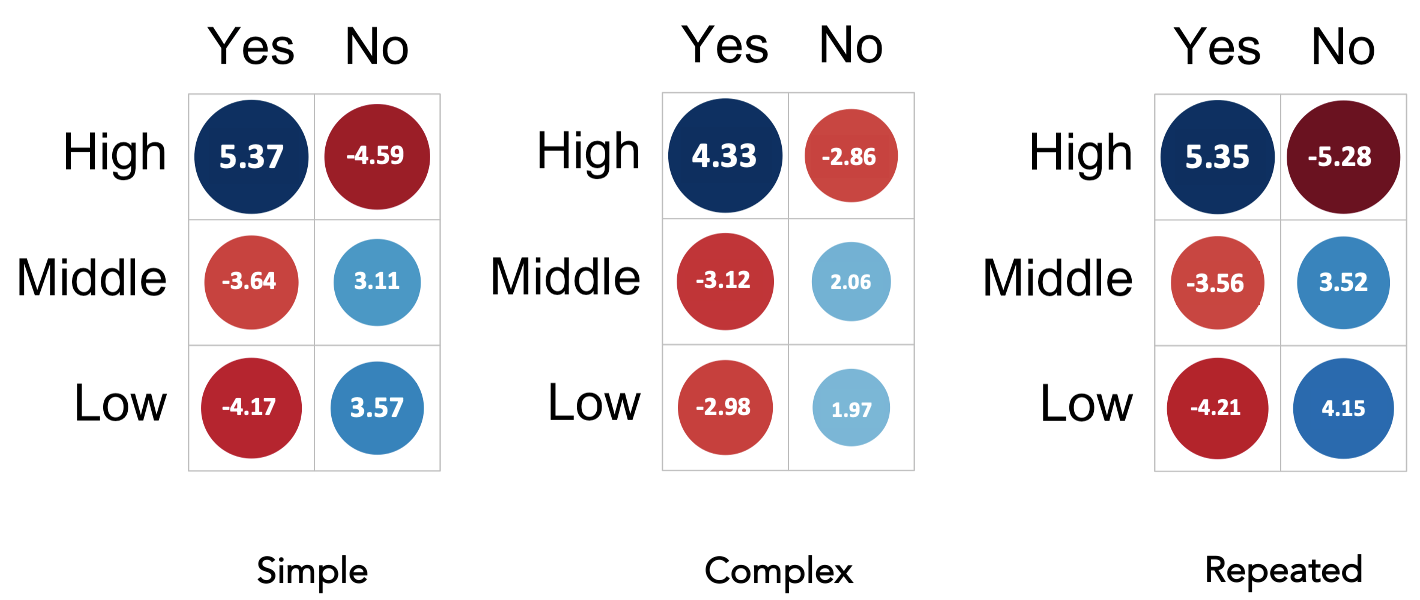 Yes No
High 5.37 -4.59
Middle -3.64 3.11
Low -4.17 3.57
Simple
Yes No
High 4.33 -2.86
Middle -3.12 2.06
Low -2.98 1.97
Complex
Yes No
High 5.35 -5.28
Middle -3.56 3.52
Low -4.21 4.15
Repeated